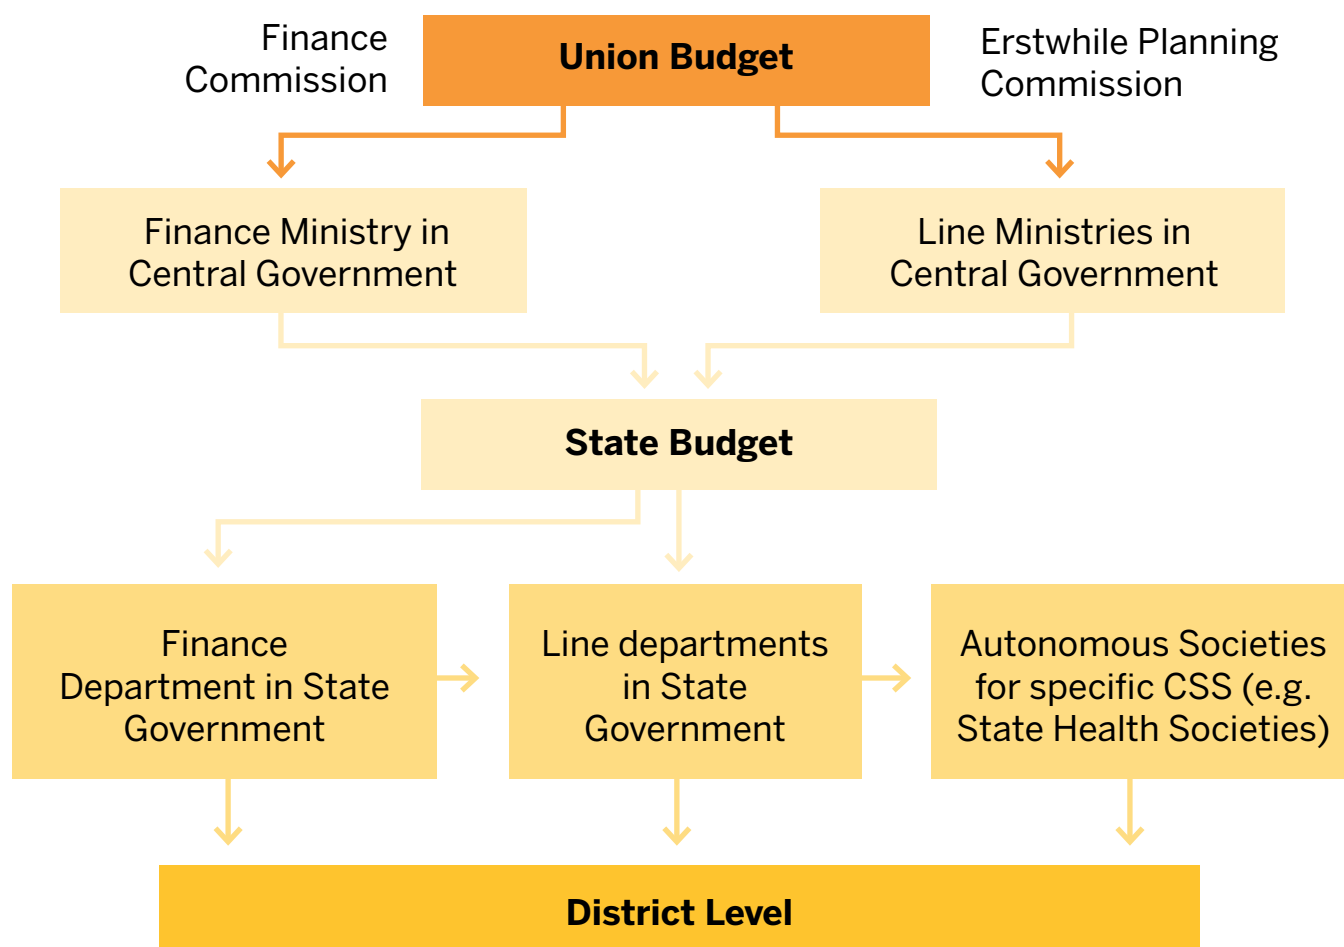 Finance
Commission
Union Budget
Erstwhile Planning
Commission
Finance Ministry in
Central Government
Line Ministries in
Central Government
State Budget
Finance
Department in State
Government
Line departments
in State
Government
Autonomous Societies
for specific CSS (e.g.
State Health Societies)
District Level